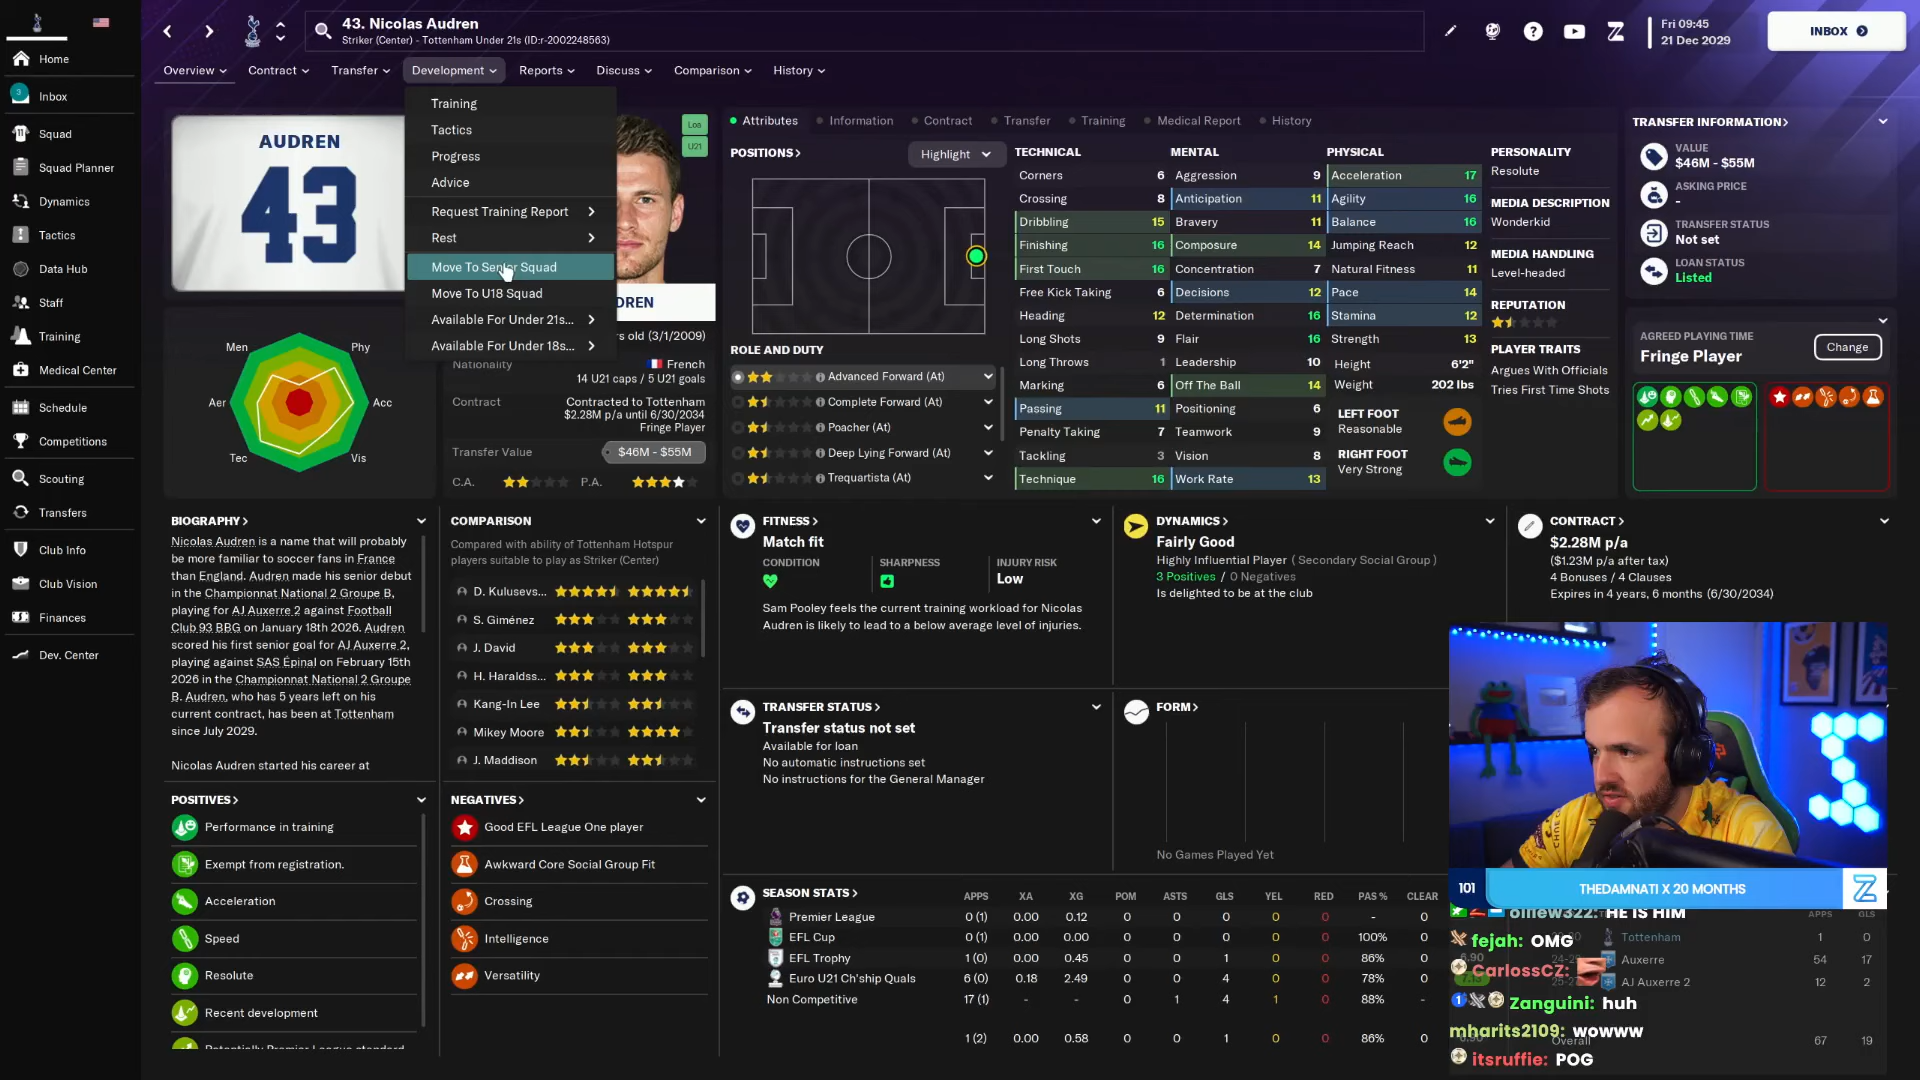 43. Nicolas Audren
Striker (Center) - Tottenham Under 21s (ID:r-2002248563)
Fri 09:45
21 Dec 2029
INBOX
Home
3
Inbox
Squad
Squad Planner
Dynamics
Tactics
Data Hub
Staff
Training
Medical Center
Schedule
Competitions
Scouting
Transfers
Club Info
Club Vision
Finances
Dev. Center
Overview
Contract
Transfer
Development
Reports
Discuss
Comparison
History
Training
Tactics
Progress
Advice
Request Training Report
Rest
Move To Senior Squad
Move To U18 Squad
Available For Under 21s...
Available For Under 18s...
AUDREN
43
Loa
U21
DREN
rs old (3/1/2009)
Nationality
French
14 U21 caps / 5 U21 goals
Contract
Contracted to Tottenham
$2.28M p/a until 6/30/2034
Fringe Player
Transfer Value
$46M - $55M
C.A.
P.A.
Men
Phy
Aer
Acc
Tec
Vis
Attributes
Information
Contract
Transfer
Training
Medical Report
History
POSITIONS>
Highlight
ROLE AND DUTY
Advanced Forward (At)
Complete Forward (At)
Poacher (At)
Deep Lying Forward (At)
Trequartista (At)
TECHNICAL
Corners 6
Crossing 8
Dribbling 15
Finishing 16
First Touch 16
Free Kick Taking 6
Heading 12
Long Shots 9
Long Throws 1
Marking 6
Passing 11
Penalty Taking 7
Tackling 3
Technique 16
MENTAL
Aggression 9
Anticipation 11
Bravery 11
Composure 14
Concentration 7
Decisions 12
Determination 16
Flair 16
Leadership 10
Off The Ball 14
Positioning 6
Teamwork 9
Vision 8
Work Rate 13
PHYSICAL
Acceleration 17
Agility 16
Balance 16
Jumping Reach 12
Natural Fitness 11
Pace 14
Stamina 12
Strength 13
Height 6'2"
Weight 202 lbs
LEFT FOOT
Reasonable
RIGHT FOOT
Very Strong
PERSONALITY
Resolute
MEDIA DESCRIPTION
Wonderkid
MEDIA HANDLING
Level-headed
REPUTATION
PLAYER TRAITS
Argues With Officials
Tries First Time Shots
TRANSFER INFORMATION>
VALUE
$46M - $55M
ASKING PRICE
-
TRANSFER STATUS
Not set
LOAN STATUS
Listed
AGREED PLAYING TIME
Fringe Player
Change
BIOGRAPHY>
Nicolas Audren is a name that will probably
be more familiar to soccer fans in France
than England. Audren made his senior debut
in the Championnat National 2 Groupe B,
playing for AJ Auxerre 2 against Football
Club 93 BBG on January 18th 2026. Audren
scored his first senior goal for AJ Auxerre 2,
playing against SAS Épinal on February 15th
2026 in the Championnat National 2 Groupe
B. Audren, who has 5 years left on his
current contract, has been at Tottenham
since July 2029.
Nicolas Audren started his career at
COMPARISON
Compared with ability of Tottenham Hotspur
players suitable to play as Striker (Center)
D. Kulusevs...
S. Giménez
J. David
H. Haraldss...
Kang-In Lee
Mikey Moore
J. Maddison
FITNESS>
Match fit
CONDITION
SHARPNESS
INJURY RISK
Low
Sam Pooley feels the current training workload for Nicolas
Audren is likely to lead to a below average level of injuries.
DYNAMICS>
Fairly Good
Highly Influential Player ( Secondary Social Group )
3 Positives / 0 Negatives
Is delighted to be at the club
CONTRACT>
$2.28M p/a
($1.23M p/a after tax)
4 Bonuses / 4 Clauses
Expires in 4 years, 6 months (6/30/2034)
TRANSFER STATUS>
Transfer status not set
Available for loan
No automatic instructions set
No instructions for the General Manager
FORM>
No Games Played Yet
POSITIVES>
Performance in training
Exempt from registration.
Acceleration
Speed
Resolute
Recent development
Potentially Premier League standard
NEGATIVES>
Good EFL League One player
Awkward Core Social Group Fit
Crossing
Intelligence
Versatility
SEASON STATS>
APPS XA XG POM ASTS GLS YEL RED PAS % CLEAR
Premier League 0 (1) 0.00 0.12 0 0 0 0 0 - 0
EFL Cup 0 (1) 0.00 0.00 0 0 0 0 0 100% 0
EFL Trophy 1 (0) 0.00 0.45 0 0 1 0 0 86% 0
Euro U21 Ch'ship Quals 6 (0) 0.18 2.49 0 0 4 0 0 78% 0
Non Competitive 17 (1) - - 0 1 4 1 0 88% -
1 (2) 0.00 0.58 0 0 1 0 0 86% 0
101
THEDAMNATI X 20 MONTHS
Z
HE IS HIM
APPS GLS
fejah: OMG
Tottenham 1 0
CarlossCZ:
Auxerre 54 17
AJ Auxerre 2 12 2
Zanguini: huh
mharits2109: wowww
Overall 67 19
itsruffie: POG